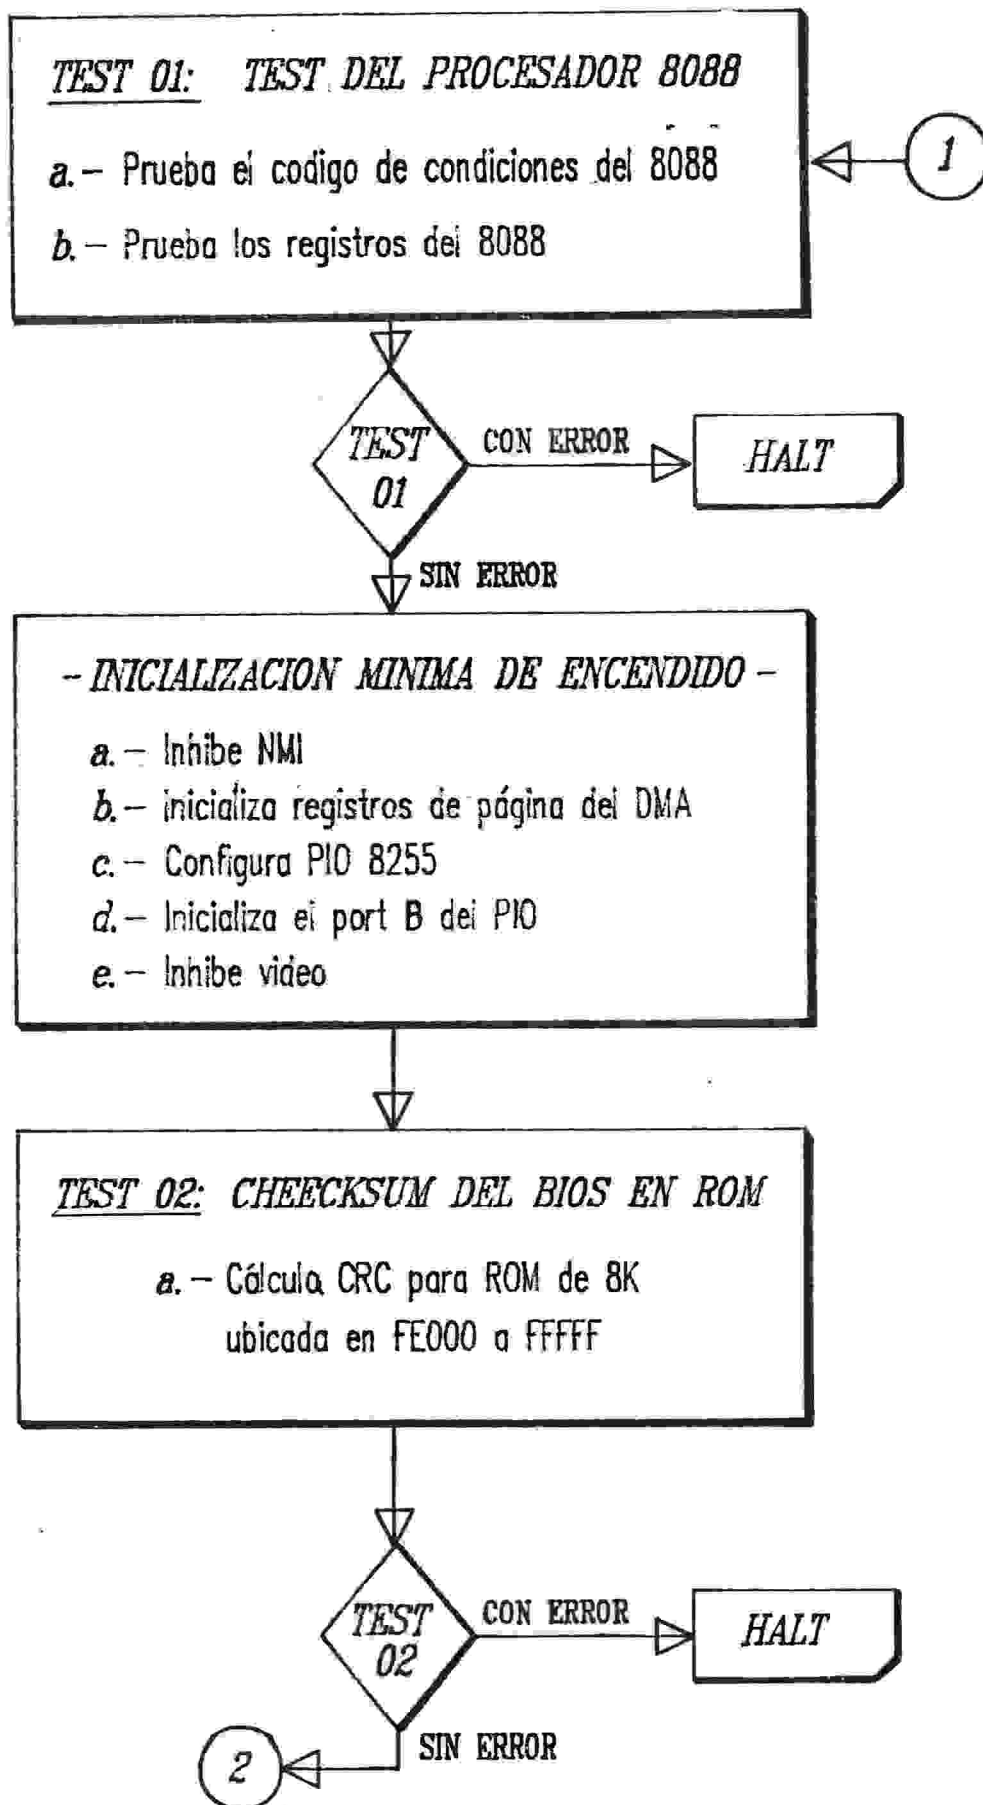 TEST 01: TEST DEL PROCESADOR 8088
1
a.- Prueba el codigo de condiciones del 8088
b.- Prueba los registros del 8088
TEST
01
CON ERROR
HALT
SIN ERROR
- INICIALIZACION MINIMA DE ENCENDIDO -
a.- Inhibe NMI
b.- inicializa registros de página del DMA
c.- Configura PIO 8255
d.- Inicializa el port B del PIO
e.- Inhibe video
TEST 02: CHEECKSUM DEL BIOS EN ROM
a.- Cálcula CRC para ROM de 8K
ubicada en FE000 a FFFFF
TEST
02
CON ERROR
HALT
SIN ERROR
2